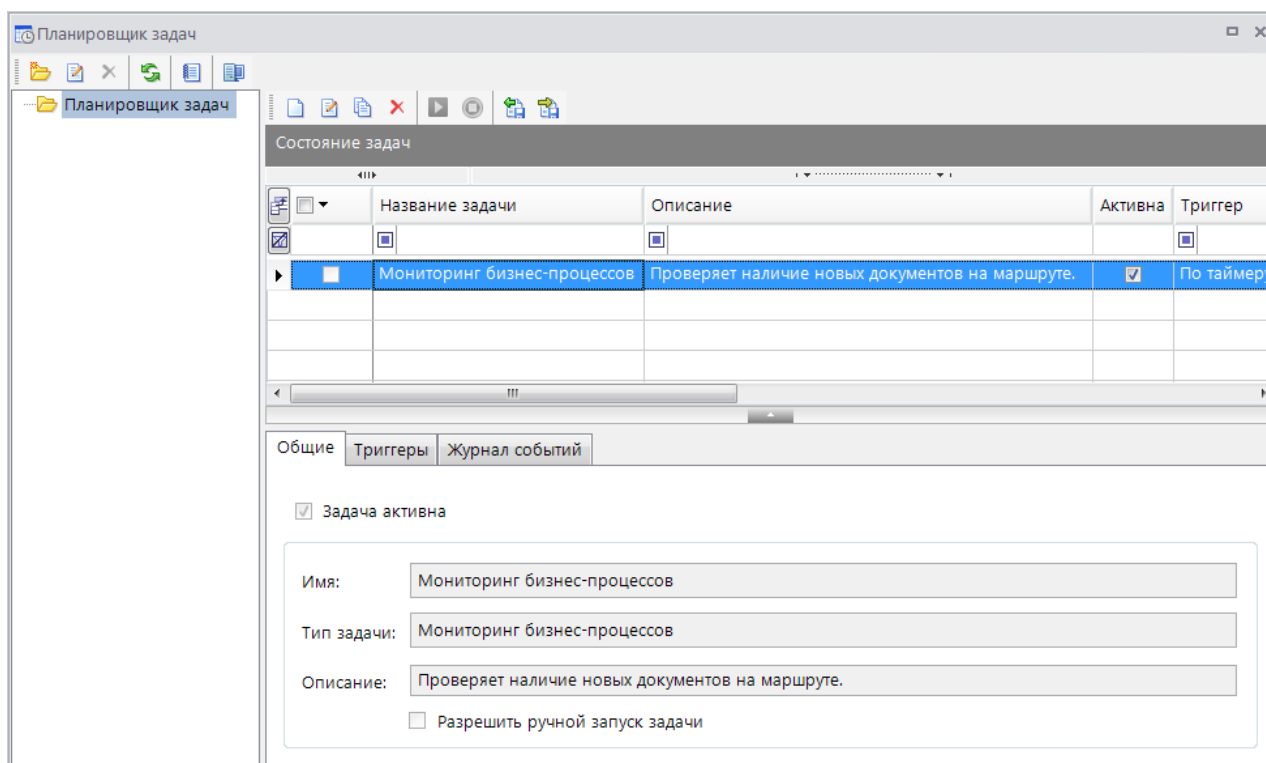 Планировщик задач
Планировщик задач
Состояние задач
Название задачи Описание Активна Триггер
Мониторинг бизнес-процессов Проверяет наличие новых документов на маршруте. По таймеру
Общие Триггеры Журнал событий
Задача активна
Имя: Мониторинг бизнес-процессов
Тип задачи: Мониторинг бизнес-процессов
Описание: Проверяет наличие новых документов на маршруте.
Разрешить ручной запуск задачи